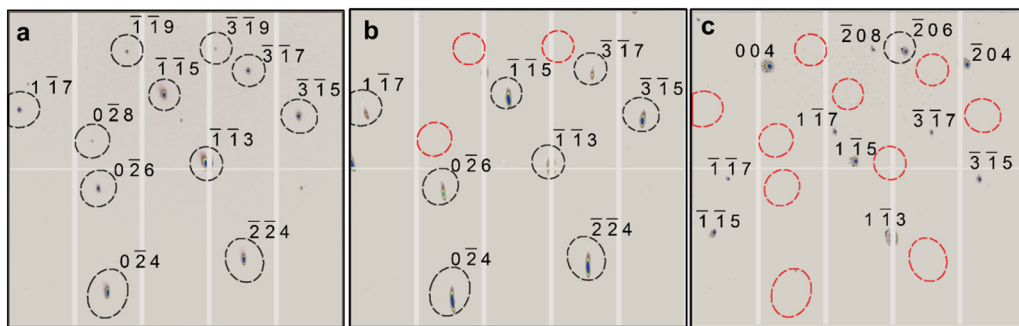 a
1̄ 1̄ 9
3̄ 1̄ 9
3̄ 1̄ 7
1̄ 1̄ 5
1 1̄ 7
3̄ 1̄ 5
0 2̄ 8
1̄ 1̄ 3
0 2̄ 6
2̄ 2̄ 4
0 2̄ 4
b
3̄ 1̄ 7
1̄ 1̄ 5
1 1̄ 7
3̄ 1̄ 5
1̄ 1̄ 3
0 2̄ 6
2̄ 2̄ 4
0 2̄ 4
c
0 0 4
2̄ 0 8
2̄ 0 6
2̄ 0 4
1 1̄ 7
3̄ 1̄ 7
1 1̄ 5
1̄ 1̄ 7
3̄ 1̄ 5
1̄ 1̄ 5
1 1̄ 3